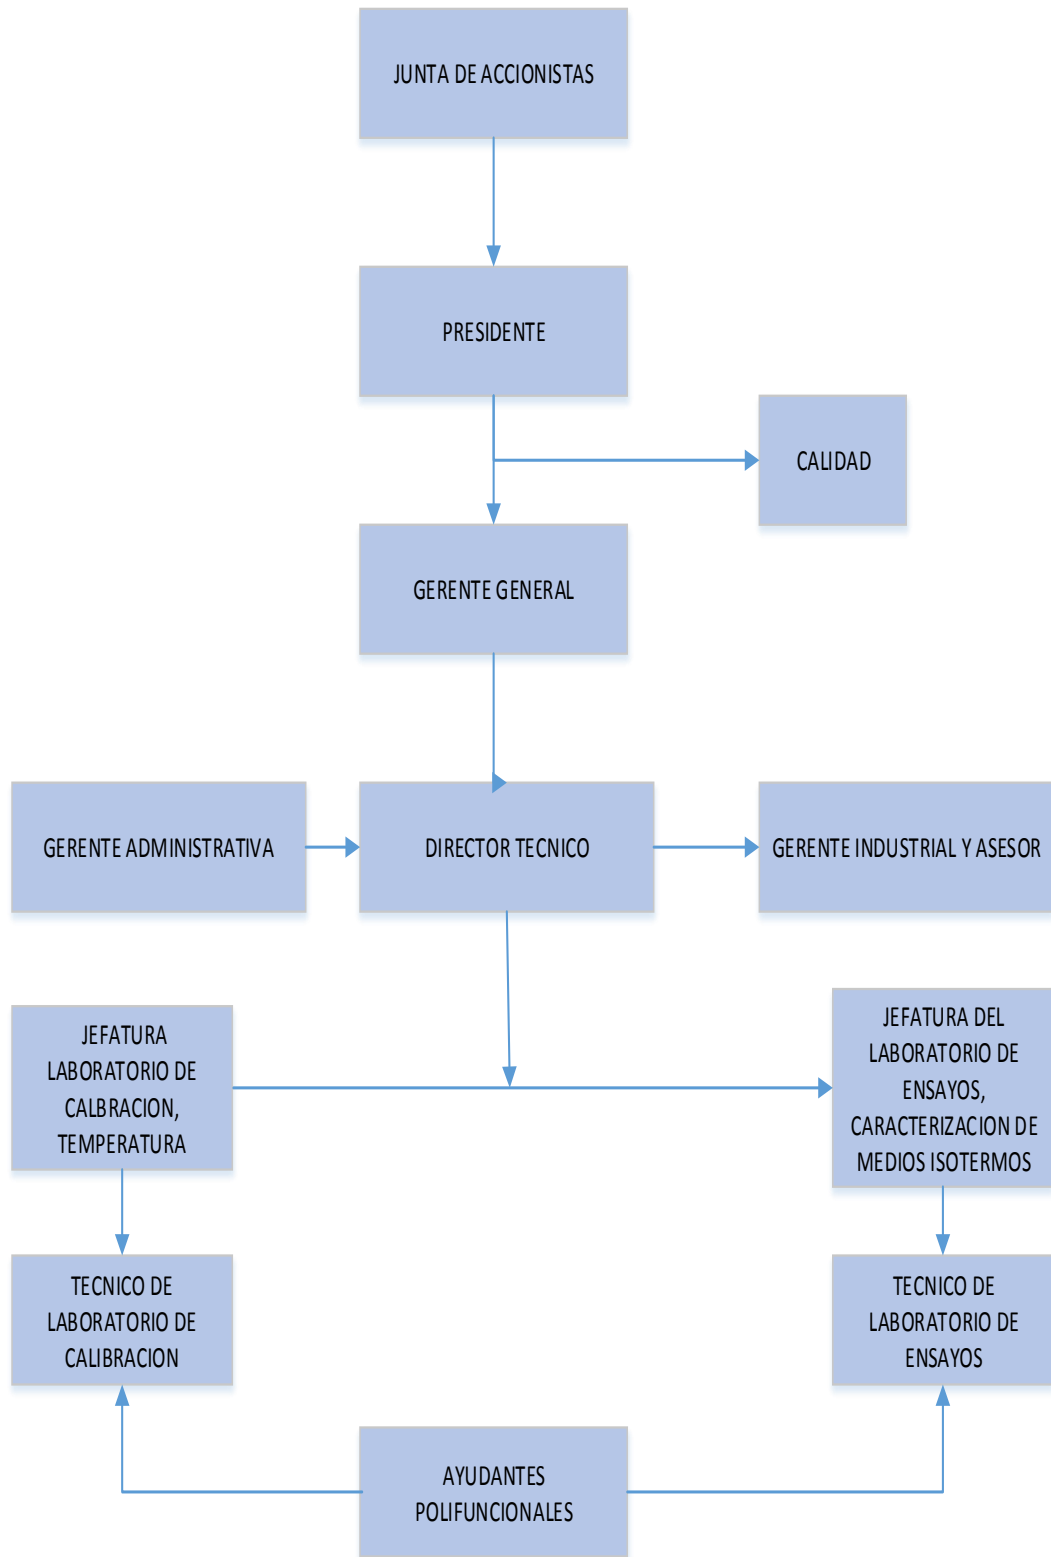 JUNTA DE ACCIONISTAS
PRESIDENTE
CALIDAD
GERENTE GENERAL
GERENTE ADMINISTRATIVA
DIRECTOR TECNICO
GERENTE INDUSTRIAL Y ASESOR
JEFATURA
LABORATORIO DE
CALBRACION,
TEMPERATURA
JEFATURA DEL
LABORATORIO DE
ENSAYOS,
CARACTERIZACION DE
MEDIOS ISOTERMOS
TECNICO DE
LABORATORIO DE
CALIBRACION
TECNICO DE
LABORATORIO DE
ENSAYOS
AYUDANTES
POLIFUNCIONALES